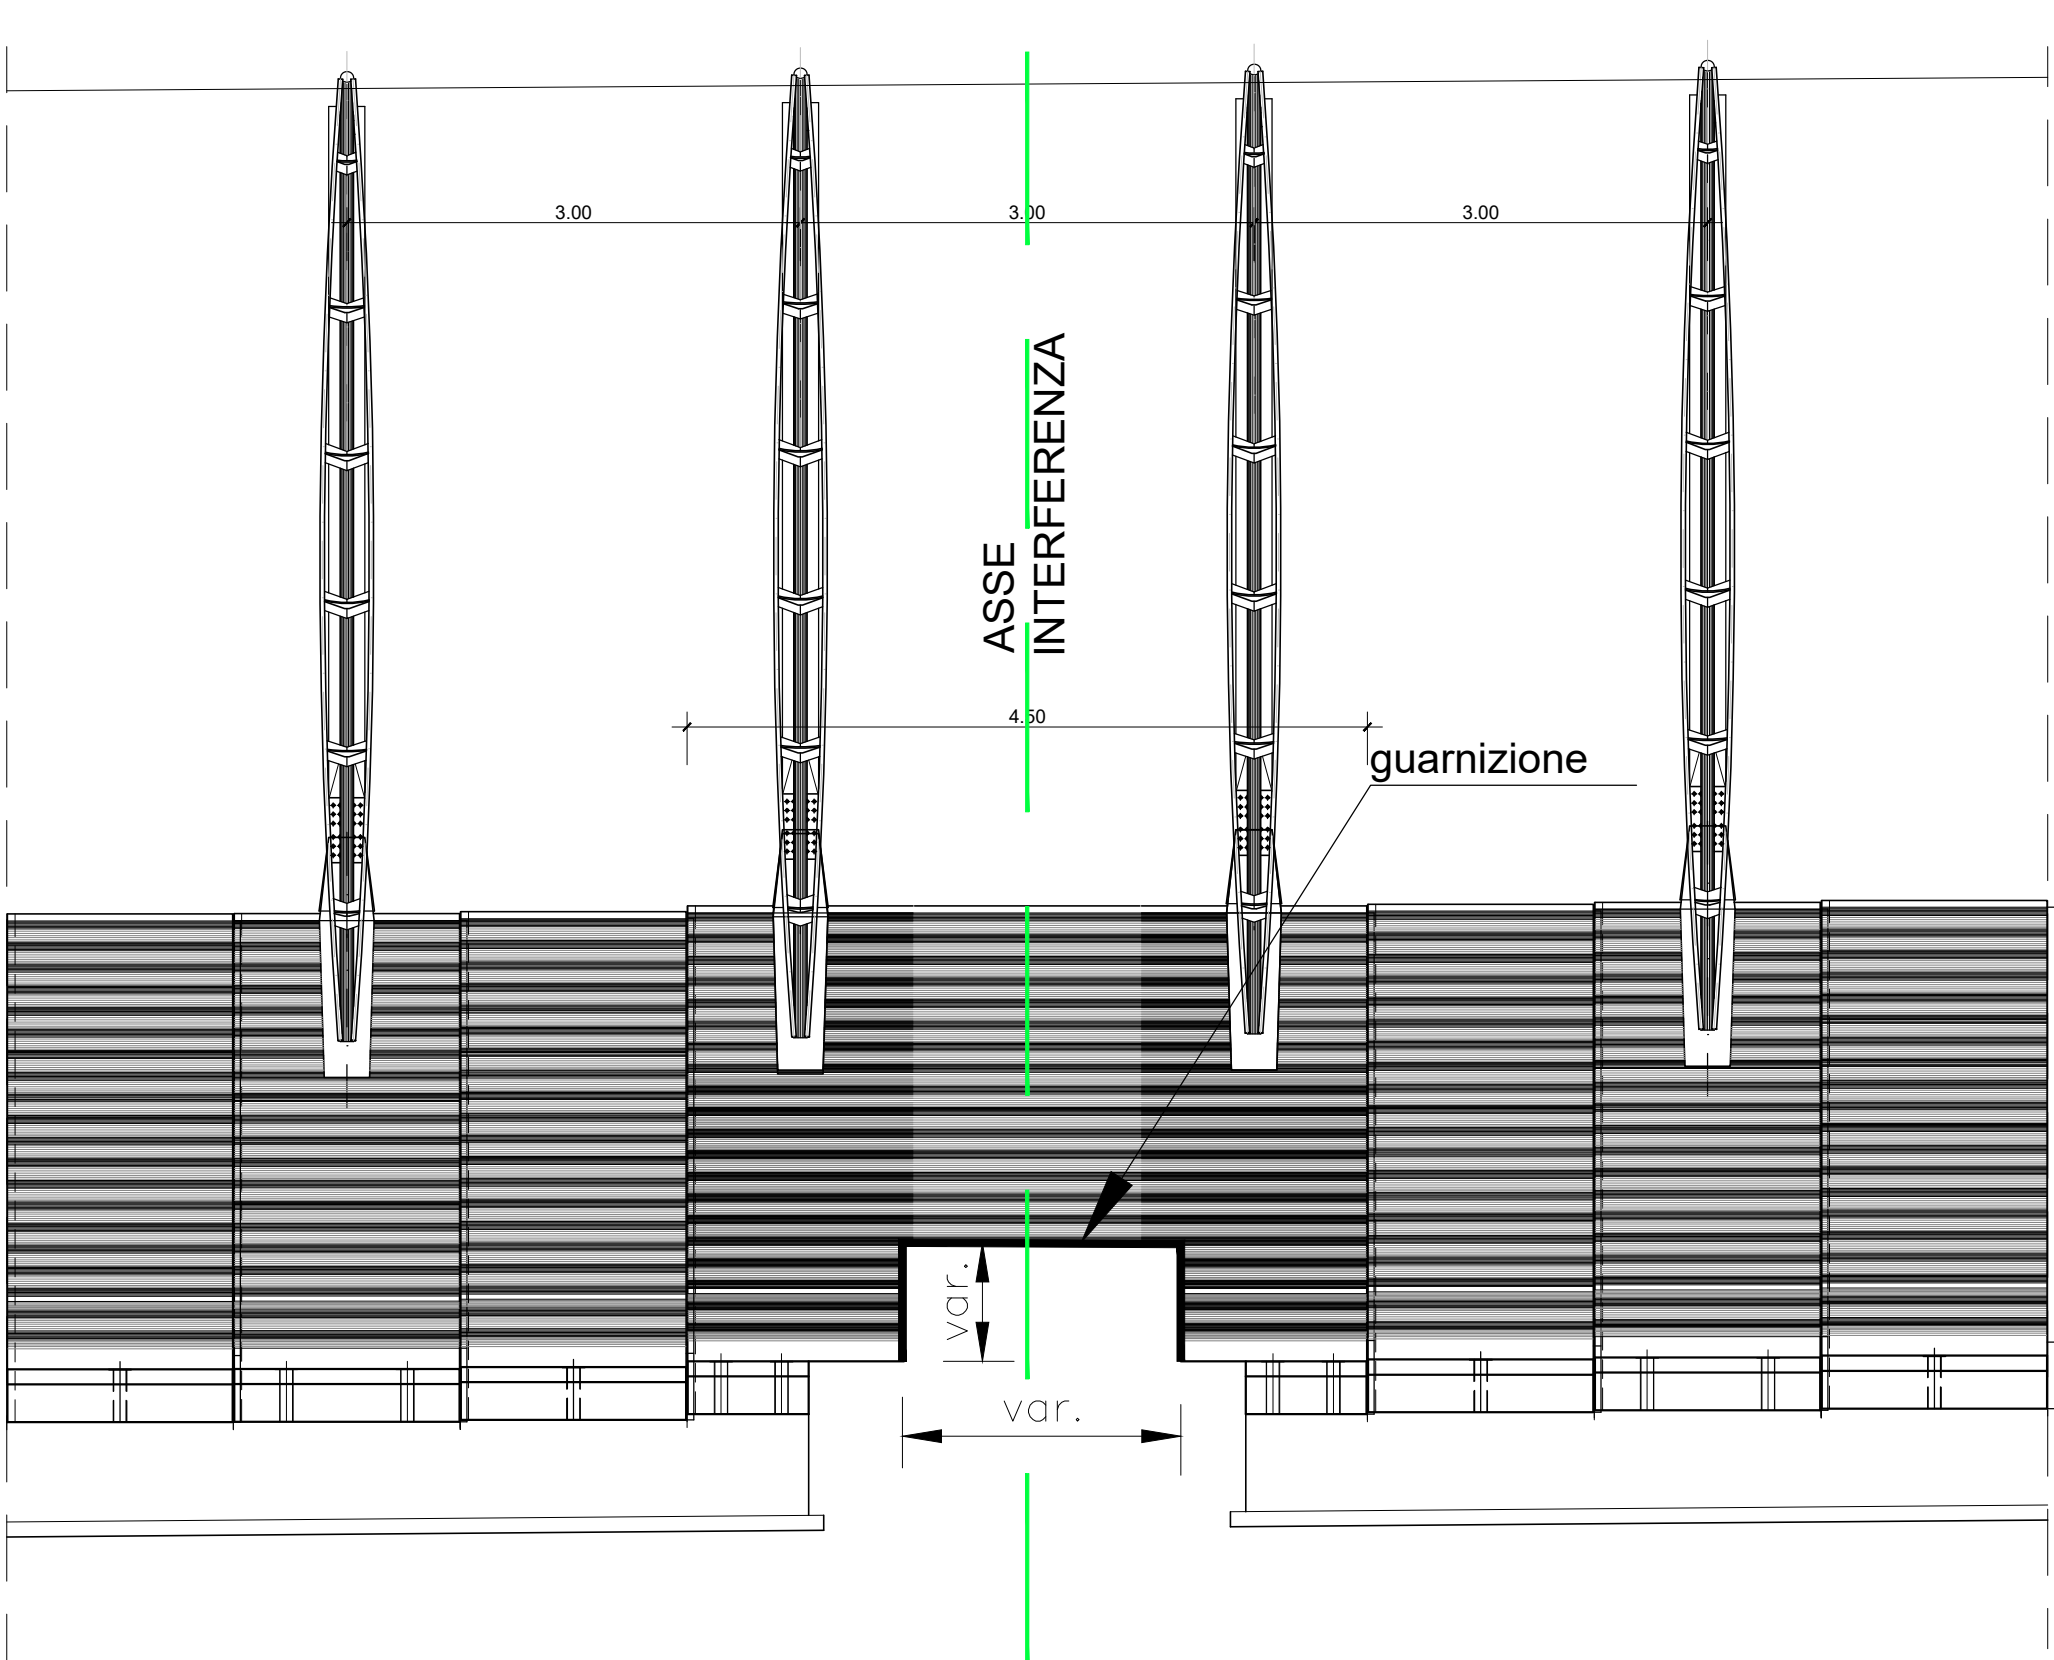 3.00
3.00
3.00
ASSE
INTERFERENZA
4.50
guarnizione
var.
var.